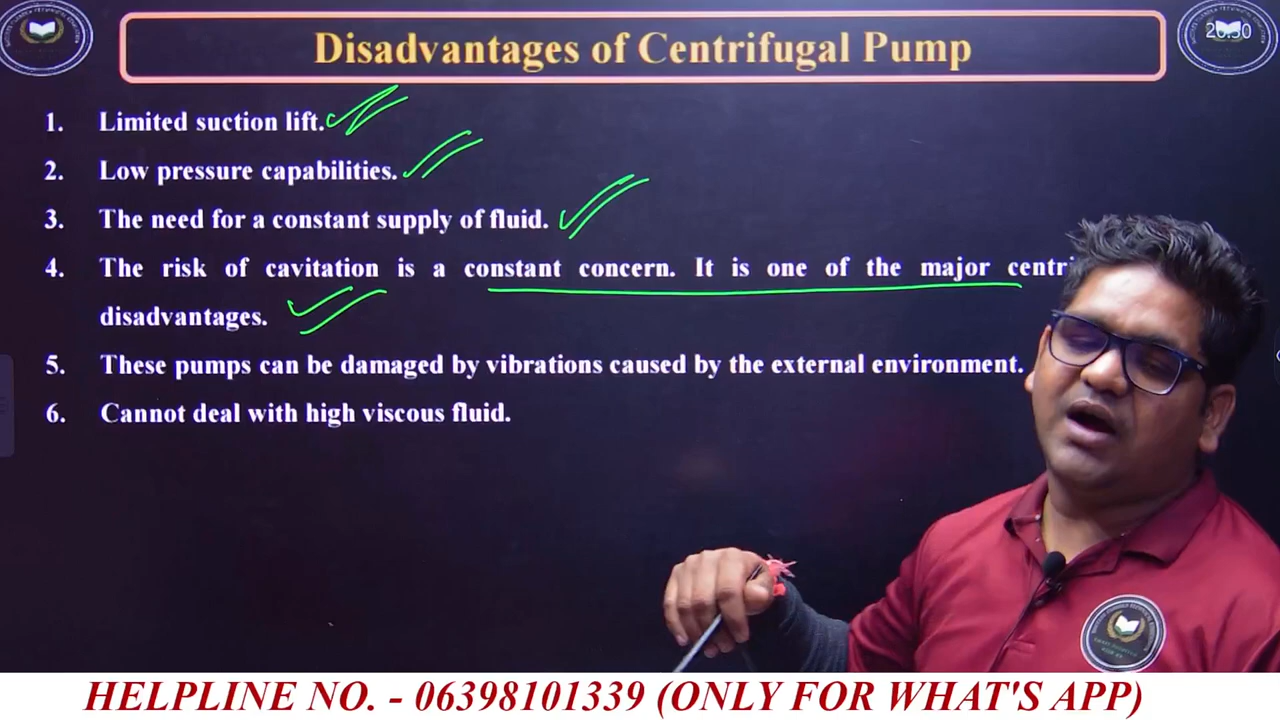 Disadvantages of Centrifugal Pump
20:50
1. Limited suction lift.
2. Low pressure capabilities.
3. The need for a constant supply of fluid.
4. The risk of cavitation is a constant concern. It is one of the major
disadvantages.
5. These pumps can be damaged by vibrations caused by the external environment.
6. Cannot deal with high viscous fluid.
HELPLINE NO. - 06398101339 (ONLY FOR WHAT'S APP)